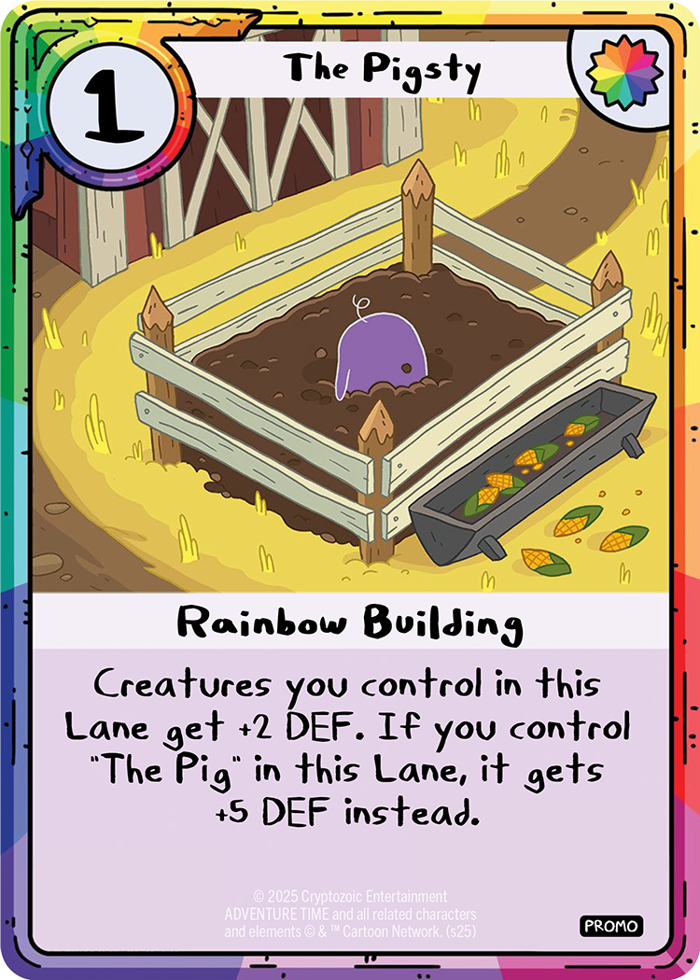 1
The Pigsty
Rainbow Building
Creatures you control in this
Lane get +2 DEF. If you control
"The Pig" in this Lane, it gets
+5 DEF instead.
© 2025 Cryptozoic Entertainment
ADVENTURE TIME and all related characters
and elements © & ™ Cartoon Network. (s25)
PROMO